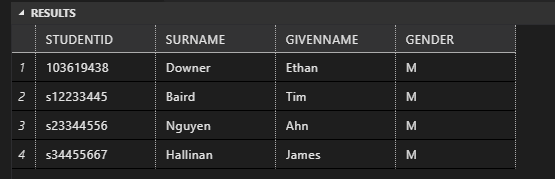 RESULTS
STUDENTID SURNAME GIVENNAME GENDER
1 103619438 Downer Ethan M
2 s12233445 Baird Tim M
3 s23344556 Nguyen Ahn M
4 s34455667 Hallinan James M